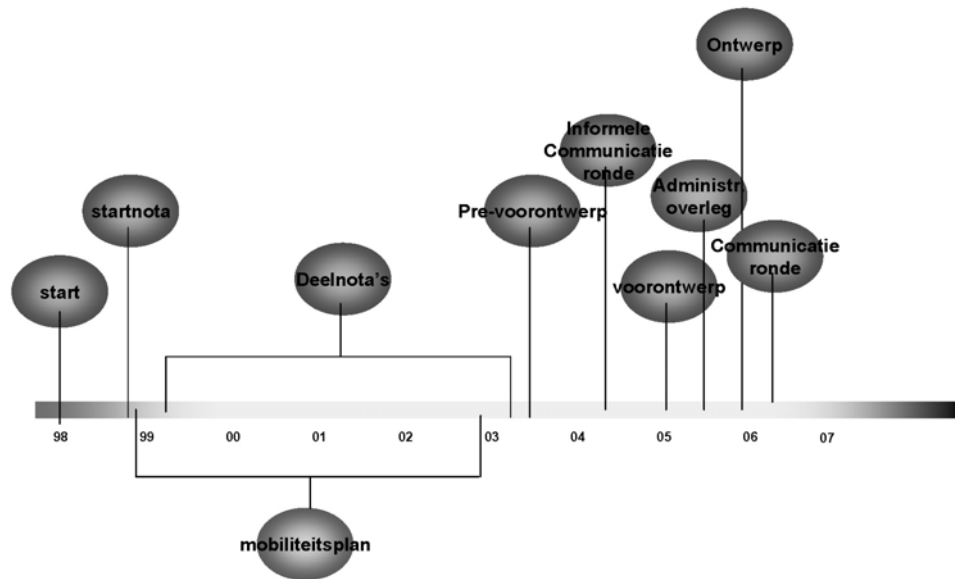 Ontwerp
Informele
Communicatie
ronde
Administr.
overleg
startnota
Pre-voorontwerp
Communicatie
ronde
Deelnota's
start
voorontwerp
98 99 00 01 02 03 04 05 06 07
mobiliteitsplan